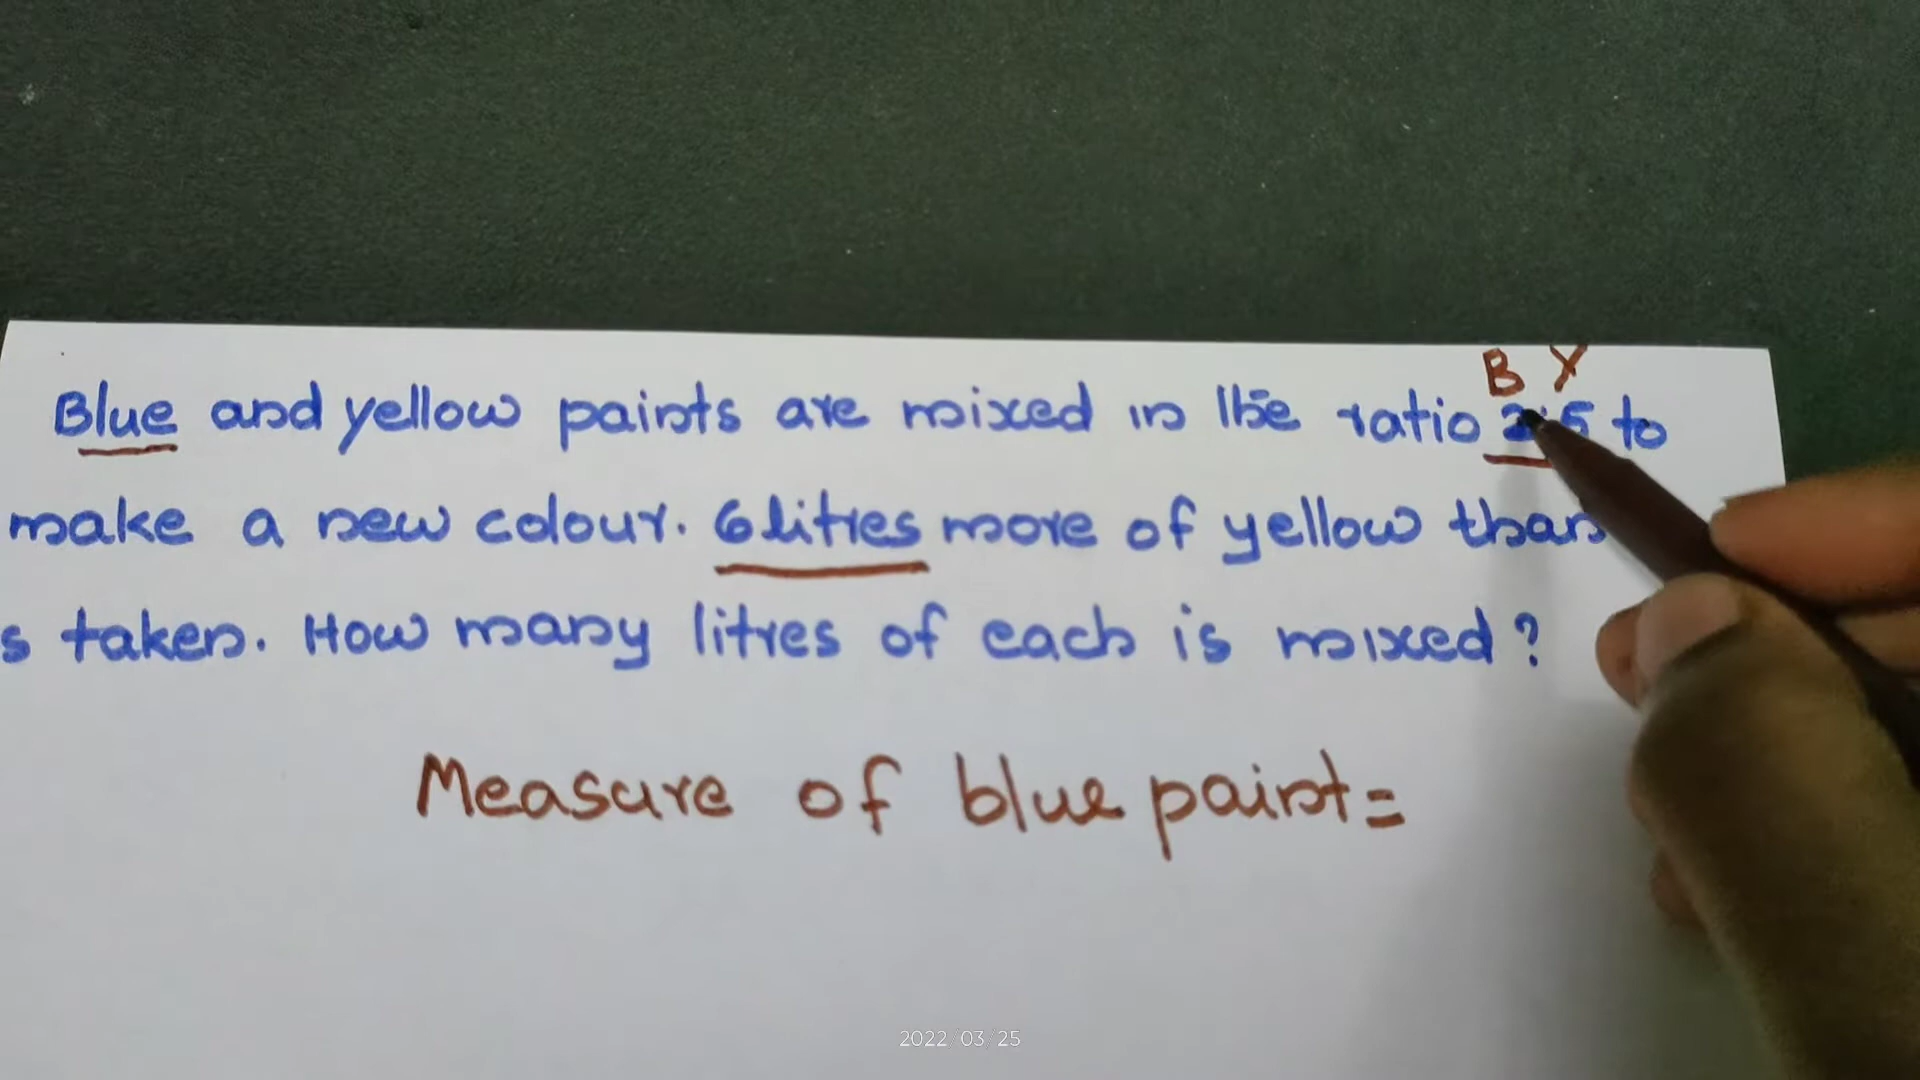 B Y
Blue and yellow paints are mixed in the ratio 2:5 to
make a new colour. 6 litres more of yellow than
s taken. How many litres of each is mixed?
Measure of blue paint=
2022/03/25